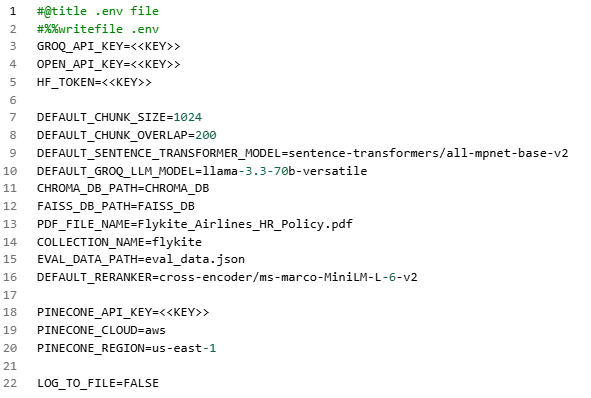 1 #@title .env file
2 #%%writefile .env
3 GROQ_API_KEY=<<KEY>>
4 OPEN_API_KEY=<<KEY>>
5 HF_TOKEN=<<KEY>>
6
7 DEFAULT_CHUNK_SIZE=1024
8 DEFAULT_CHUNK_OVERLAP=200
9 DEFAULT_SENTENCE_TRANSFORMER_MODEL=sentence-transformers/all-mpnet-base-v2
10 DEFAULT_GROQ_LLM_MODEL=llama-3.3-70b-versatile
11 CHROMA_DB_PATH=CHROMA_DB
12 FAISS_DB_PATH=FAISS_DB
13 PDF_FILE_NAME=Flykite_Airlines_HR_Policy.pdf
14 COLLECTION_NAME=flykite
15 EVAL_DATA_PATH=eval_data.json
16 DEFAULT_RERANKER=cross-encoder/ms-marco-MiniLM-L-6-v2
17
18 PINECONE_API_KEY=<<KEY>>
19 PINECONE_CLOUD=aws
20 PINECONE_REGION=us-east-1
21
22 LOG_TO_FILE=FALSE